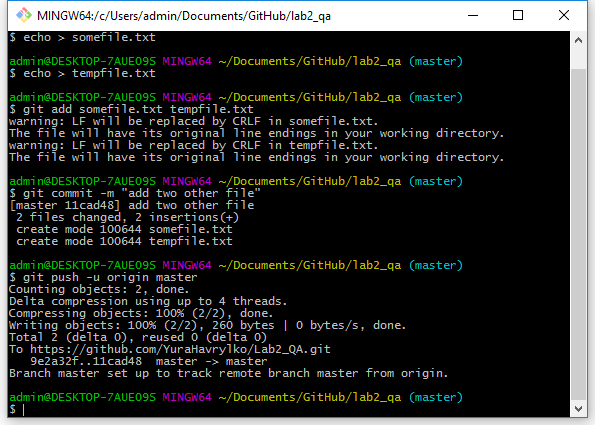 MINGW64:/c/Users/admin/Documents/GitHub/lab2_qa
$ echo > somefile.txt
admin@DESKTOP-7AUEO9S MINGW64 ~/Documents/GitHub/lab2_qa (master)
$ echo > tempfile.txt
admin@DESKTOP-7AUEO9S MINGW64 ~/Documents/GitHub/lab2_qa (master)
$ git add somefile.txt tempfile.txt
warning: LF will be replaced by CRLF in somefile.txt.
The file will have its original line endings in your working directory.
warning: LF will be replaced by CRLF in tempfile.txt.
The file will have its original line endings in your working directory.
admin@DESKTOP-7AUEO9S MINGW64 ~/Documents/GitHub/lab2_qa (master)
$ git commit -m "add two other file"
[master 11cad48] add two other file
 2 files changed, 2 insertions(+)
 create mode 100644 somefile.txt
 create mode 100644 tempfile.txt
admin@DESKTOP-7AUEO9S MINGW64 ~/Documents/GitHub/lab2_qa (master)
$ git push -u origin master
Counting objects: 2, done.
Delta compression using up to 4 threads.
Compressing objects: 100% (2/2), done.
Writing objects: 100% (2/2), 260 bytes | 0 bytes/s, done.
Total 2 (delta 0), reused 0 (delta 0)
To https://github.com/YuraHavrylko/Lab2_QA.git
   9e2a32f..11cad48  master -> master
Branch master set up to track remote branch master from origin.
admin@DESKTOP-7AUEO9S MINGW64 ~/Documents/GitHub/lab2_qa (master)
$